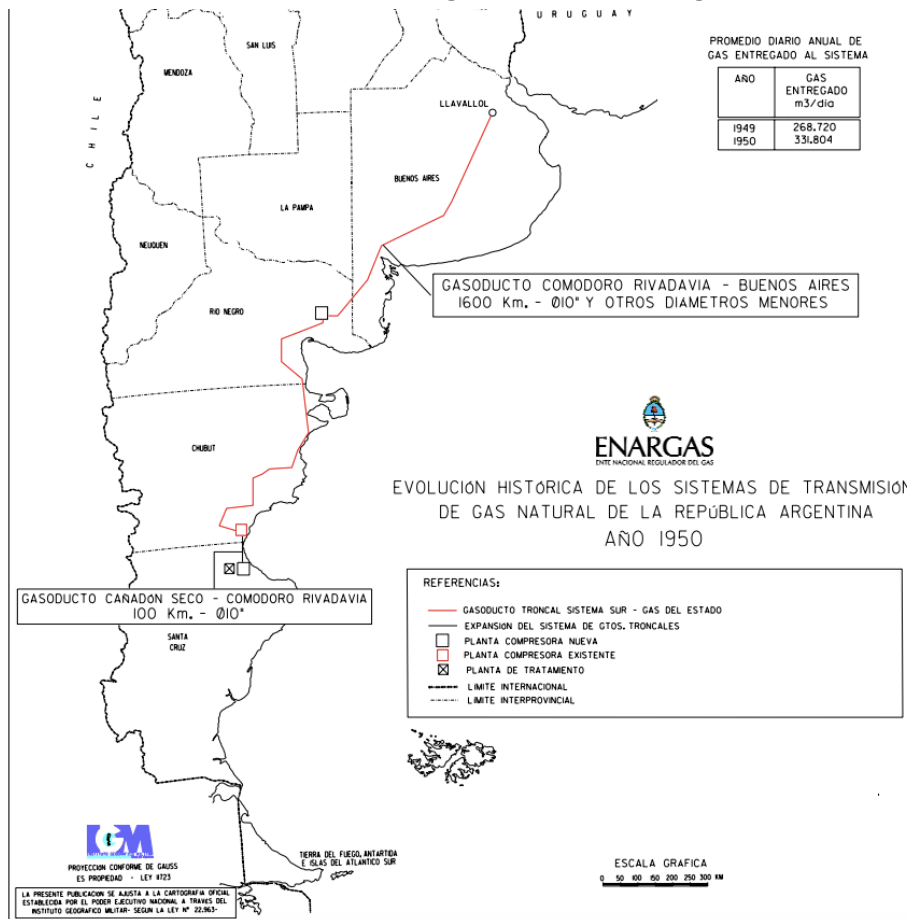 URUGUAY
PROMEDIO DIARIO ANUAL DE
GAS ENTREGADO AL SISTEMA
AÑO
GAS
ENTREGADO
m3/dia
1949 268.720
1950 331.804
SAN LUIS
MENDOZA
CHILE
LLAVALLOL
BUENOS AIRES
LA PAMPA
NEUQUEN
GASODUCTO COMODORO RIVADAVIA - BUENOS AIRES
1600 Km. - Ø10" Y OTROS DIAMETROS MENORES
RIO NEGRO
CHUBUT
ENARGAS
ENTE NACIONAL REGULADOR DEL GAS
EVOLUCIÓN HISTÓRICA DE LOS SISTEMAS DE TRANSMISIÓN
DE GAS NATURAL DE LA REPúBLICA ARGENTINA
AÑO 1950
GASODUCTO CAÑADÓN SECO - COMODORO RIVADAVIA
100 Km. - Ø10"
SANTA
CRUZ
REFERENCIAS:
GASODUCTO TRONCAL SISTEMA SUR - GAS DEL ESTADO
EXPANSIÓN DEL SISTEMA DE GTOS. TRONCALES
PLANTA COMPRESORA NUEVA
PLANTA COMPRESORA EXISTENTE
PLANTA DE TRATAMIENTO
LIMITE INTERNACIONAL
LIMITE INTERPROVINCIAL
IGM
PROYECCION CONFORME DE GAUSS
ES PROPIEDAD - LEY 11723
LA PRESENTE PUBLICACION SE AJUSTA A LA CARTOGRAFIA OFICIAL
ESTABLECIDA POR EL PODER EJECUTIVO NACIONAL A TRAVES DEL
INSTITUTO GEOGRAFICO MILITAR- SEGUN LA LEY Nº 22.963-
TIERRA DEL FUEGO, ANTARTIDA
E ISLAS DEL ATLANTICO SUR
ESCALA GRAFICA
0 50 100 150 200 250 300 KM